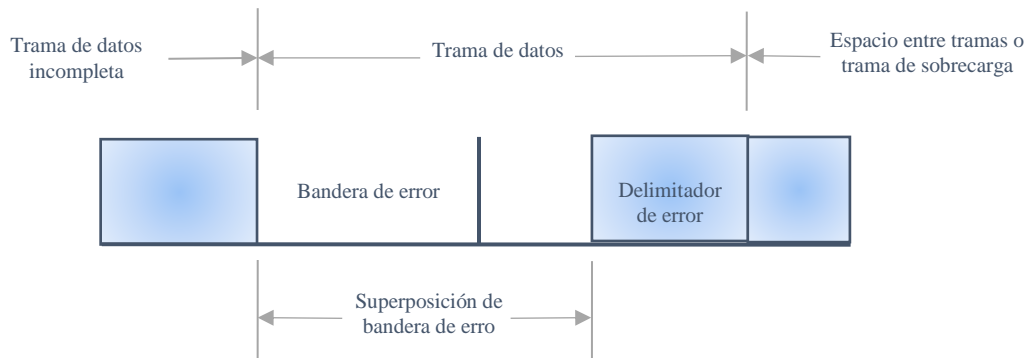 Trama de datos
incompleta
Trama de datos
Espacio entre tramas o
trama de sobrecarga
Bandera de error
Delimitador
de error
Superposición de
bandera de erro